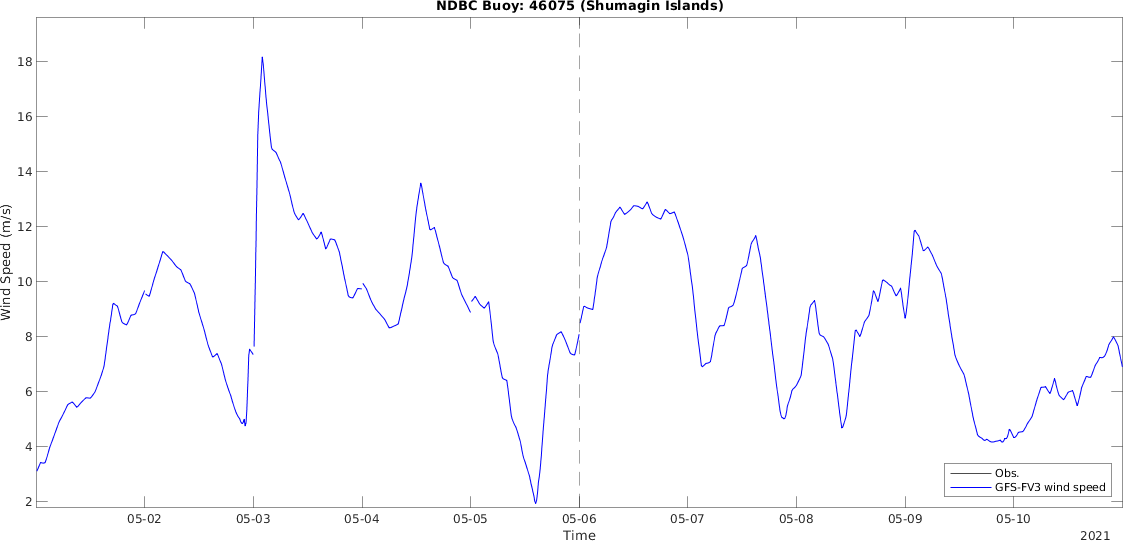 NDBC Buoy: 46075 (Shumagin Islands)
Wind Speed (m/s)
18
16
14
12
10
8
6
4
2
05-02 05-03 05-04 05-05 05-06 05-07 05-08 05-09 05-10
Time
2021
Obs.
GFS-FV3 wind speed